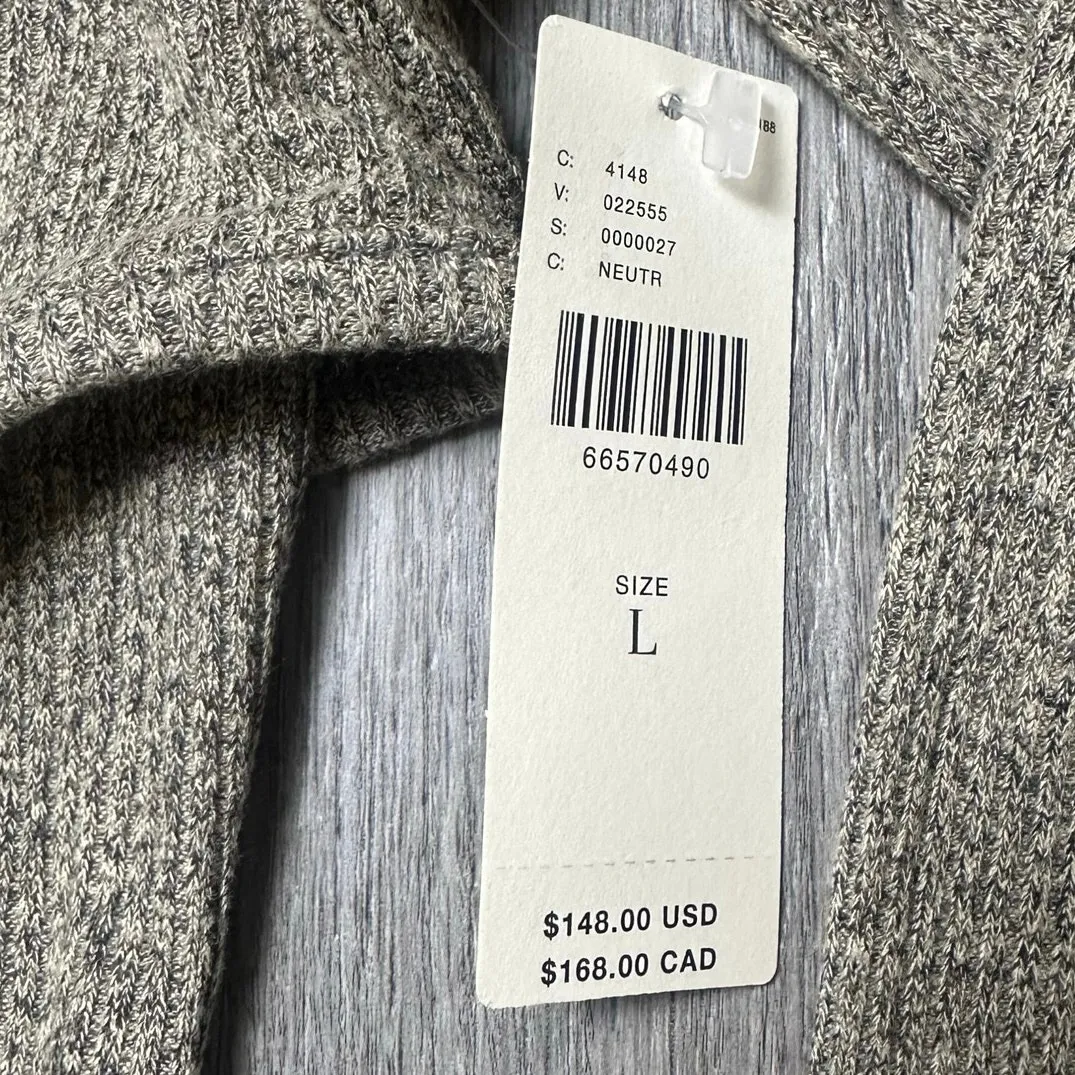 C: 4148
V: 022555
S: 0000027
C: NEUTR
66570490
SIZE
L
$148.00 USD
$168.00 CAD